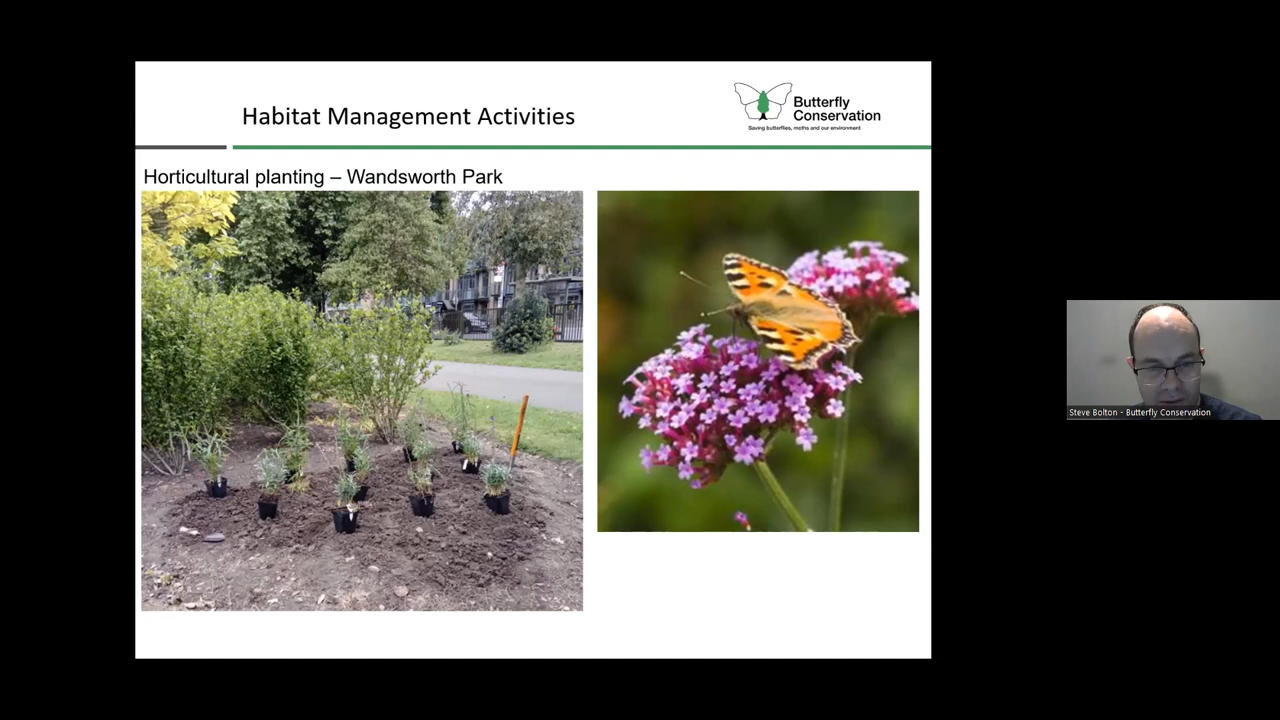 Habitat Management Activities
Butterfly
Conservation
Saving butterflies, moths and our environment
Horticultural planting – Wandsworth Park
Steve Bolton - Butterfly Conservation